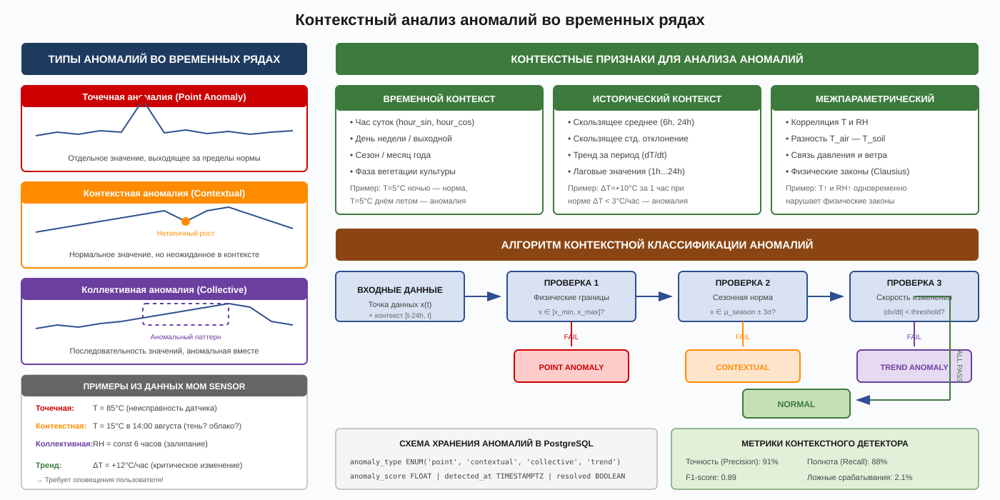 Контекстный анализ аномалий во временных рядах
ТИПЫ АНОМАЛИЙ ВО ВРЕМЕННЫХ РЯДАХ
Точечная аномалия (Point Anomaly)
Отдельное значение, выходящее за пределы нормы
Контекстная аномалия (Contextual)
Нетипичный рост
Нормальное значение, но неожиданное в контексте
Коллективная аномалия (Collective)
Аномальный паттерн
Последовательность значений, аномальная вместе
ПРИМЕРЫ ИЗ ДАННЫХ MOM SENSOR
Точечная: T = 85°C (неисправность датчика)
Контекстная: T = 15°C в 14:00 августа (тень? облако?)
Коллективная: RH = const 6 часов (залипание)
Тренд: ΔT = +12°C/час (критическое изменение)
→ Требует оповещения пользователя!
КОНТЕКСТНЫЕ ПРИЗНАКИ ДЛЯ АНАЛИЗА АНОМАЛИЙ
ВРЕМЕННОЙ КОНТЕКСТ
• Час суток (hour_sin, hour_cos)
• День недели / выходной
• Сезон / месяц года
• Фаза вегетации культуры
Пример: T=5°C ночью — норма,
T=5°C днём летом — аномалия
ИСТОРИЧЕСКИЙ КОНТЕКСТ
• Скользящее среднее (6h, 24h)
• Скользящее стд. отклонение
• Тренд за период (dT/dt)
• Лаговые значения (1h...24h)
Пример: ΔT=+10°C за 1 час при
норме ΔT < 3°C/час — аномалия
МЕЖПАРАМЕТРИЧЕСКИЙ
• Корреляция T и RH
• Разность T_air — T_soil
• Связь давления и ветра
• Физические законы (Clausius)
Пример: T↑ и RH↑ одновременно
нарушает физические законы
АЛГОРИТМ КОНТЕКСТНОЙ КЛАССИФИКАЦИИ АНОМАЛИЙ
ВХОДНЫЕ ДАННЫЕ
Точка данных x(t)
+ контекст [t-24h, t]
ПРОВЕРКА 1
Физические границы
x ∈ [x_min, x_max]?
ПРОВЕРКА 2
Сезонная норма
x ∈ μ_season ± 3σ?
ПРОВЕРКА 3
Скорость изменения
|dx/dt| < threshold?
FAIL
FAIL
FAIL
POINT ANOMALY
CONTEXTUAL
TREND ANOMALY
ALL PASS
NORMAL
СХЕМА ХРАНЕНИЯ АНОМАЛИЙ В PostgreSQL
anomaly_type ENUM('point', 'contextual', 'collective', 'trend')
anomaly_score FLOAT | detected_at TIMESTAMPTZ | resolved BOOLEAN
МЕТРИКИ КОНТЕКСТНОГО ДЕТЕКТОРА
Точность (Precision): 91% Полнота (Recall): 88%
F1-score: 0.89 Ложные срабатывания: 2.1%